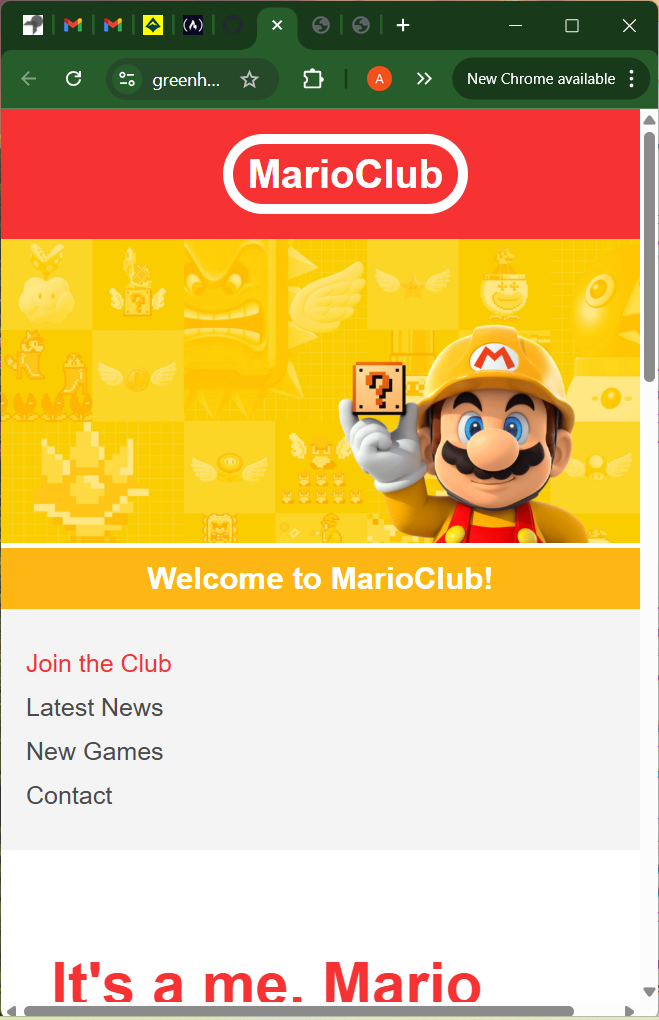 greenh...
A
New Chrome available
MarioClub
M
?
?
Welcome to MarioClub!
Join the Club
Latest News
New Games
Contact
It's a me, Mario